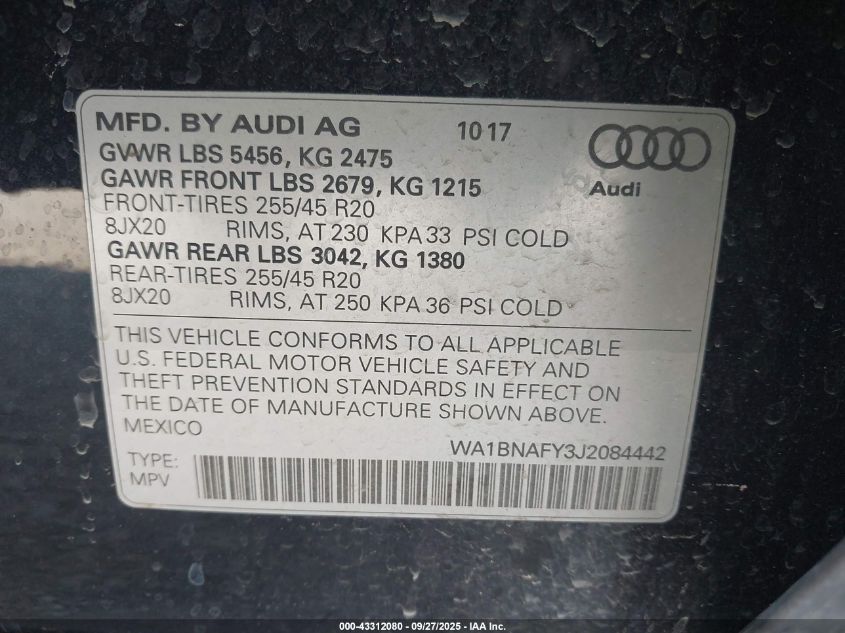 MFD. BY AUDI AG 10 17
GVWR LBS 5456, KG 2475
Audi
GAWR FRONT LBS 2679, KG 1215
FRONT-TIRES 255/45 R20
8JX20 RIMS, AT 230 KPA 33 PSI COLD
GAWR REAR LBS 3042, KG 1380
REAR-TIRES 255/45 R20
8JX20 RIMS, AT 250 KPA 36 PSI COLD
THIS VEHICLE CONFORMS TO ALL APPLICABLE
U.S. FEDERAL MOTOR VEHICLE SAFETY AND
THEFT PREVENTION STANDARDS IN EFFECT ON
THE DATE OF MANUFACTURE SHOWN ABOVE.
MEXICO
WA1BNAFY3J2084442
TYPE:
MPV
000-43312080 - 09/27/2025 - IAA Inc.